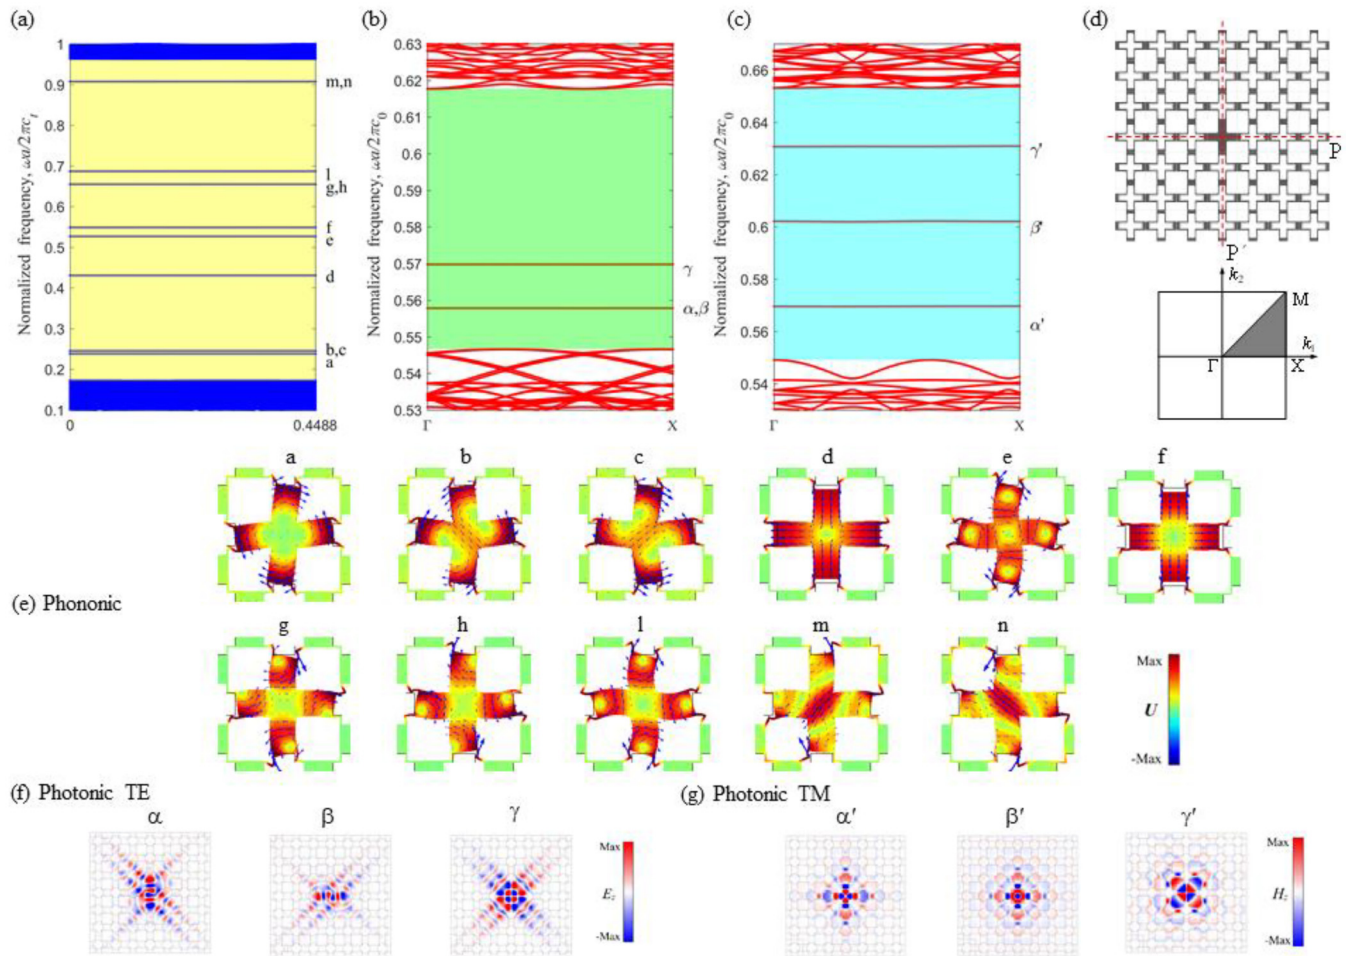 (a)
(b)
(c)
(d)
Normalized frequency, ωa/2πc_t
1
0.9
0.8
0.7
0.6
0.5
0.4
0.3
0.2
0.1
0
0.4488
m,n
l
g,h
f
e
d
b,c
a
Normalized frequency, ωa/2πc₀
0.63
0.62
0.61
0.6
0.59
0.58
0.57
0.56
0.55
0.54
0.53
Γ
X
γ
α,β
Normalized frequency, ωa/2πc₀
0.66
0.64
0.62
0.6
0.58
0.56
0.54
Γ
X
γ'
β'
α'
P
P´
k₂
M
k₁
Γ
X
a b c d e f
(e) Phononic
g h l m n
Max
U
-Max
(f) Photonic TE
α β γ
Max
E_z
-Max
(g) Photonic TM
α′ β′ γ′
Max
H_z
-Max